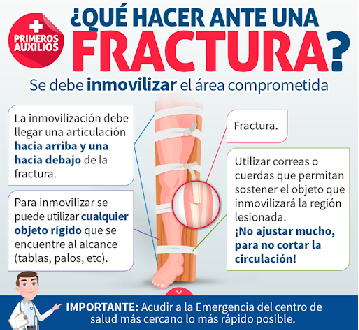 PRIMEROS
AUXILIOS
¿QUÉ HACER ANTE UNA
FRACTURA?
Se debe inmovilizar el área comprometida
La inmovilización debe
llegar una articulación
hacia arriba y una
hacia debajo de la
fractura.
Para inmovilizar se
puede utilizar cualquier
objeto rígido que se
encuentre al alcance
(tablas, palos, etc).
Fractura.
Utilizar correas o
cuerdas que permitan
sostener el objeto que
inmovilizará la región
lesionada.
¡No ajustar mucho,
para no cortar la
circulación!
IMPORTANTE: Acudir a la Emergencia del centro de
salud más cercano lo más rápido posible.